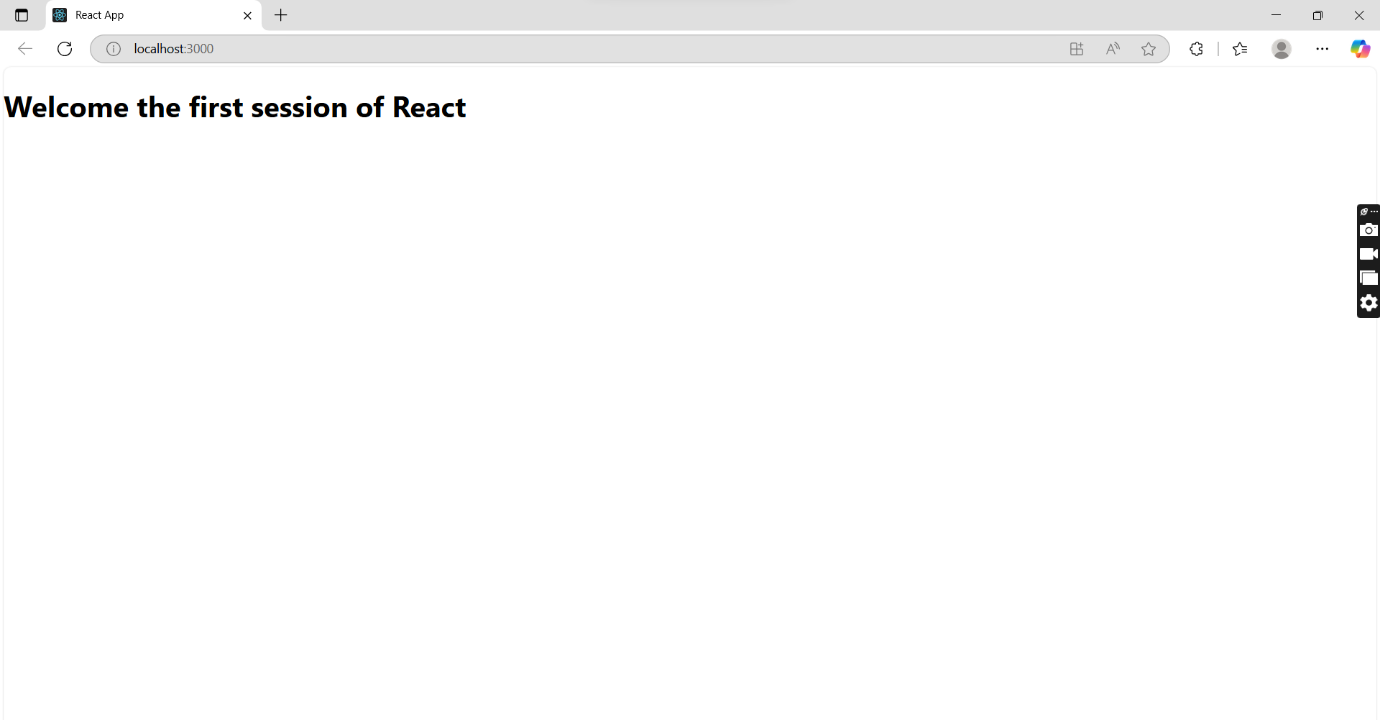 React App
localhost:3000
Welcome the first session of React